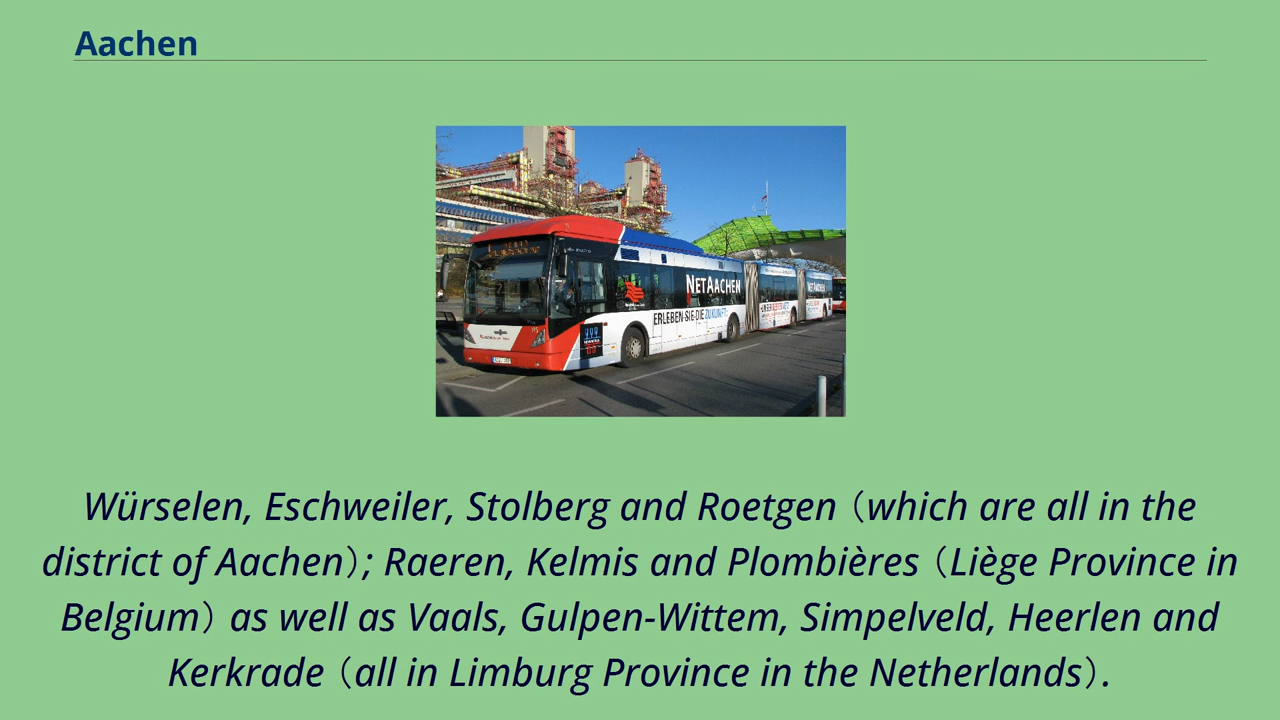 Aachen
NETAACHEN
NETAACHEN
ERLEBEN·SIE·DIE ZUKUNFT!
Würselen, Eschweiler, Stolberg and Roetgen (which are all in the
district of Aachen); Raeren, Kelmis and Plombières (Liège Province in
Belgium) as well as Vaals, Gulpen-Wittem, Simpelveld, Heerlen and
Kerkrade (all in Limburg Province in the Netherlands).